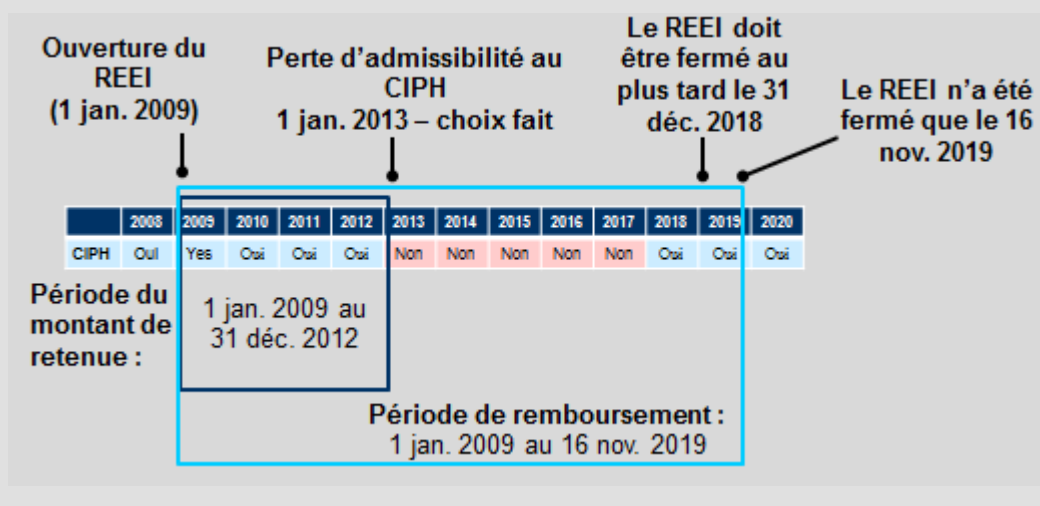 Ouverture du
REEI
(1 jan. 2009)
Perte d'admissibilité au
CIPH
1 jan. 2013 – choix fait
Le REEI doit
être fermé au
plus tard le 31
déc. 2018
Le REEI n'a été
fermé que le 16
nov. 2019
2008 2009 2010 2011 2012 2013 2014 2015 2016 2017 2018 2019 2020
CIPH Oui Yes Oui Oui Oui Non Non Non Non Non Oui Oui Oui
Période du
montant de
retenue :
1 jan. 2009 au
31 déc. 2012
Période de remboursement :
1 jan. 2009 au 16 nov. 2019